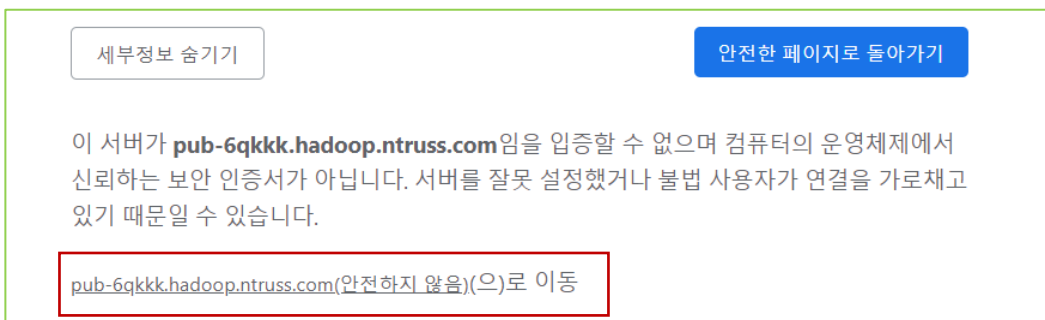 세부정보 숨기기
안전한 페이지로 돌아가기
이 서버가 pub-6qkkk.hadoop.ntruss.com임을 입증할 수 없으며 컴퓨터의 운영체제에서
신뢰하는 보안 인증서가 아닙니다. 서버를 잘못 설정했거나 불법 사용자가 연결을 가로채고
있기 때문일 수 있습니다.
pub-6qkkk.hadoop.ntruss.com(안전하지 않음)(으)로 이동